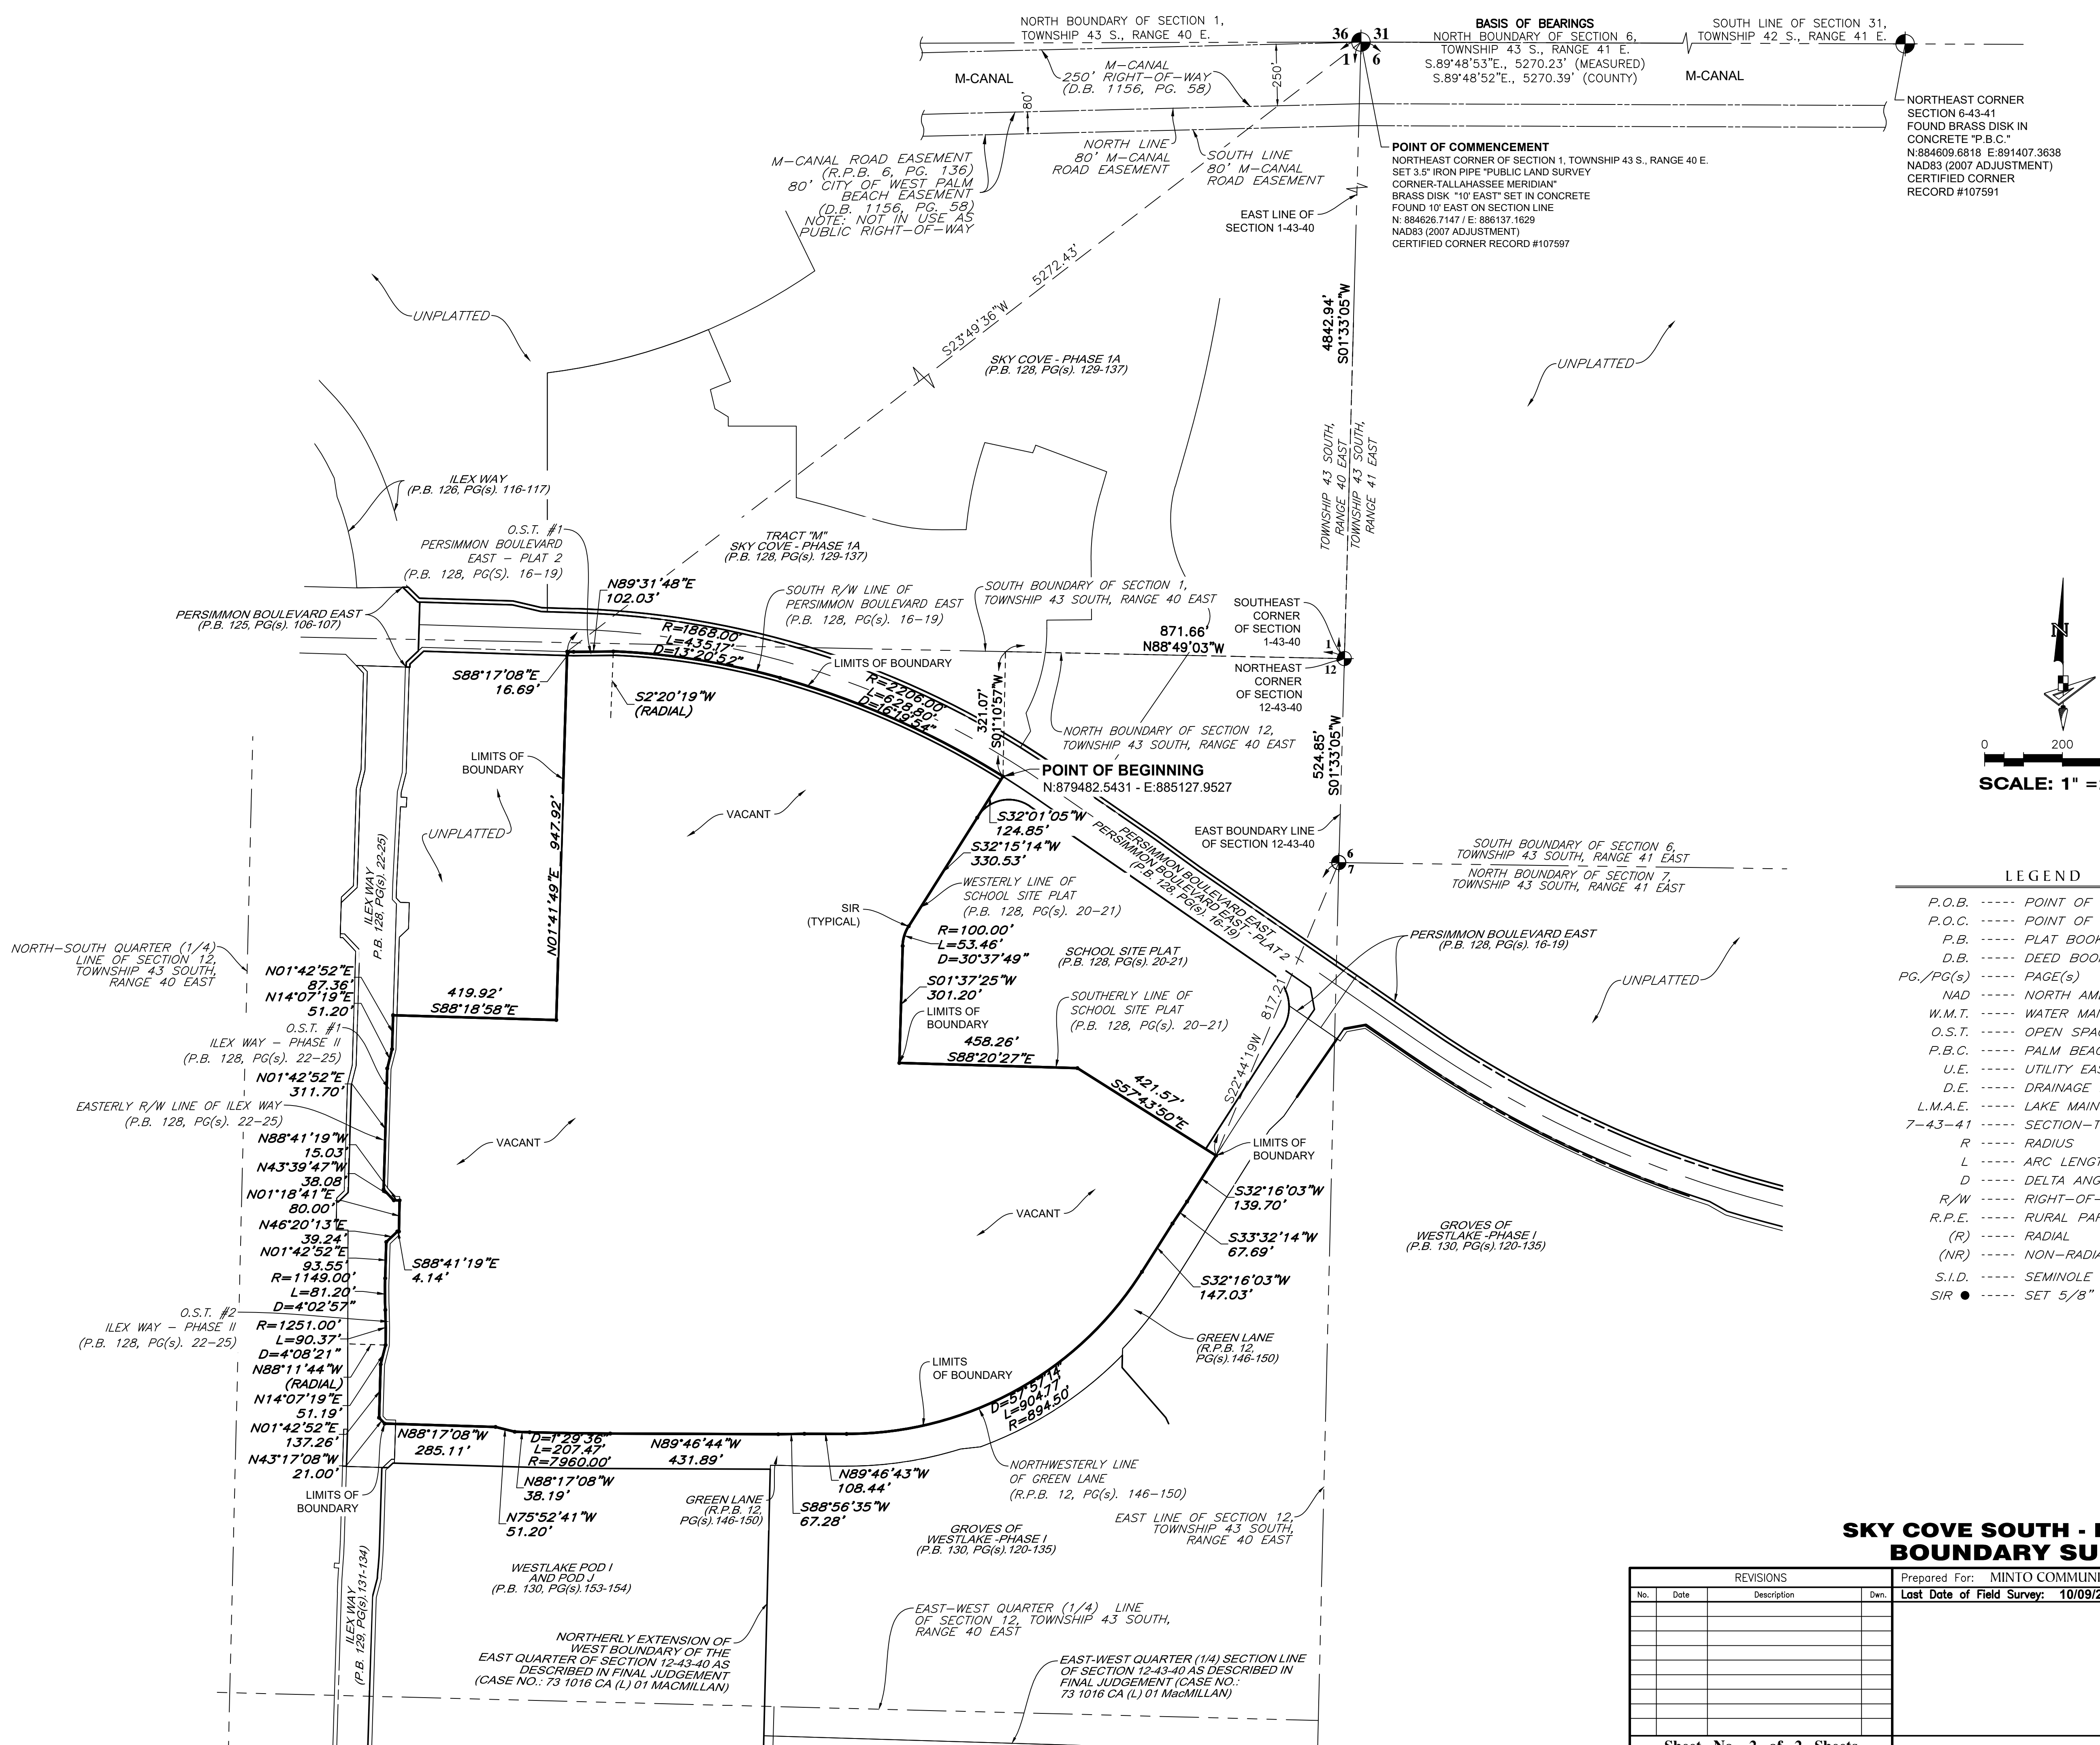 NORTH BOUNDARY OF SECTION 1,
TOWNSHIP 43 S., RANGE 40 E.
BASIS OF BEARINGS
NORTH BOUNDARY OF SECTION 6,
TOWNSHIP 43 S., RANGE 41 E.
S.89°48'53"E., 5270.23' (MEASURED)
S.89°48'52"E., 5270.39' (COUNTY)
SOUTH LINE OF SECTION 31,
TOWNSHIP 42 S., RANGE 41 E.
36 31
1 6
M-CANAL
M-CANAL
250' RIGHT-OF-WAY
(D.B. 1156, PG. 58)
250'
80'
M-CANAL
NORTHEAST CORNER
SECTION 6-43-41
FOUND BRASS DISK IN
CONCRETE "P.B.C."
N:884609.6818 E:891407.3638
NAD83 (2007 ADJUSTMENT)
CERTIFIED CORNER
RECORD #107591
M-CANAL ROAD EASEMENT
(R.P.B. 6, PG. 136)
80' CITY OF WEST PALM
BEACH EASEMENT
(D.B. 1156, PG. 58)
NOTE: NOT IN USE AS
PUBLIC RIGHT-OF-WAY
NORTH LINE
80' M-CANAL
ROAD EASEMENT
SOUTH LINE
80' M-CANAL
ROAD EASEMENT
POINT OF COMMENCEMENT
NORTHEAST CORNER OF SECTION 1, TOWNSHIP 43 S., RANGE 40 E.
SET 3.5" IRON PIPE "PUBLIC LAND SURVEY
CORNER-TALLAHASSEE MERIDIAN"
BRASS DISK "10' EAST" SET IN CONCRETE
FOUND 10' EAST ON SECTION LINE
N: 884626.7147 / E: 886137.1629
NAD83 (2007 ADJUSTMENT)
CERTIFIED CORNER RECORD #107597
EAST LINE OF
SECTION 1-43-40
S23°49'36"W 5272.43'
4842.94'
S01°33'05"W
UNPLATTED
UNPLATTED
SKY COVE - PHASE 1A
(P.B. 128, PG(s). 129-137)
TOWNSHIP 43 SOUTH,
RANGE 40 EAST
TOWNSHIP 43 SOUTH,
RANGE 41 EAST
ILEX WAY
(P.B. 126, PG(s). 116-117)
O.S.T. #1
PERSIMMON BOULEVARD
EAST - PLAT 2
(P.B. 128, PG(S). 16-19)
TRACT "M"
SKY COVE - PHASE 1A
(P.B. 128, PG(s). 129-137)
N89°31'48"E
102.03'
PERSIMMON BOULEVARD EAST
(P.B. 125, PG(s). 106-107)
SOUTH R/W LINE OF
PERSIMMON BOULEVARD EAST
(P.B. 128, PG(s). 16-19)
SOUTH BOUNDARY OF SECTION 1,
TOWNSHIP 43 SOUTH, RANGE 40 EAST
871.66'
N88°49'03"W
SOUTHEAST
CORNER
OF SECTION
1-43-40
1
12
NORTHEAST
CORNER
OF SECTION
12-43-40
R=1868.00'
L=435.17'
D=13°20'52"
LIMITS OF BOUNDARY
R=2206.00'
L=628.80'
D=16°19'54"
S88°17'08"E
16.69'
S2°20'19"W
(RADIAL)
321.07'
S01°10'57"W
NORTH BOUNDARY OF SECTION 12,
TOWNSHIP 43 SOUTH, RANGE 40 EAST
LIMITS OF
BOUNDARY
POINT OF BEGINNING
N:879482.5431 - E:885127.9527
524.85'
S01°33'05"W
N
0 200
SCALE: 1" =
N01°41'49"E 947.92'
VACANT
UNPLATTED
S32°01'05"W
124.85'
S32°15'14"W
330.53'
PERSIMMON BOULEVARD EAST
PERSIMMON BOULEVARD EAST - PLAT 2
(P.B. 128, PG(s). 16-19)
EAST BOUNDARY LINE
OF SECTION 12-43-40
6
7
SOUTH BOUNDARY OF SECTION 6,
TOWNSHIP 43 SOUTH, RANGE 41 EAST
NORTH BOUNDARY OF SECTION 7,
TOWNSHIP 43 SOUTH, RANGE 41 EAST
ILEX WAY
P.B. 128, PG(s). 22-25)
WESTERLY LINE OF
SCHOOL SITE PLAT
(P.B. 128, PG(s). 20-21)
SIR
(TYPICAL)
R=100.00'
L=53.46'
D=30°37'49"
SCHOOL SITE PLAT
(P.B. 128, PG(s). 20-21)
PERSIMMON BOULEVARD EAST
(P.B. 128, PG(s). 16-19)
UNPLATTED
NORTH-SOUTH QUARTER (1/4)
LINE OF SECTION 12,
TOWNSHIP 43 SOUTH,
RANGE 40 EAST
N01°42'52"E
87.36'
N14°07'19"E
51.20'
419.92'
S88°18'58"E
S01°37'25"W
301.20'
LIMITS OF
BOUNDARY
SOUTHERLY LINE OF
SCHOOL SITE PLAT
(P.B. 128, PG(s). 20-21)
458.26'
S88°20'27"E
S22°44'19W 817.21
421.57'
S57°43'50"E
O.S.T. #1
ILEX WAY - PHASE II
(P.B. 128, PG(s). 22-25)
N01°42'52"E
311.70'
EASTERLY R/W LINE OF ILEX WAY
(P.B. 128, PG(s). 22-25)
N88°41'19"W
15.03'
N43°39'47"W
38.08'
N01°18'41"E
80.00'
N46°20'13"E
39.24'
N01°42'52"E
93.55'
R=1149.00'
L=81.20'
D=4°02'57"
O.S.T. #2
ILEX WAY - PHASE II
(P.B. 128, PG(s). 22-25)
R=1251.00'
L=90.37'
D=4°08'21"
N88°11'44"W
(RADIAL)
N14°07'19"E
51.19'
N01°42'52"E
137.26'
N43°17'08"W
21.00'
LIMITS OF
BOUNDARY
S88°41'19"E
4.14'
VACANT
VACANT
LIMITS OF
BOUNDARY
S32°16'03"W
139.70'
S33°32'14"W
67.69'
S32°16'03"W
147.03'
GROVES OF
WESTLAKE -PHASE I
(P.B. 130, PG(s).120-135)
GREEN LANE
(R.P.B. 12,
PG(s).146-150)
LIMITS
OF BOUNDARY
D=57°57'14"
L=904.77'
R=894.50'
N88°17'08"W
285.11'
D=1°29'36"
L=207.47'
R=7960.00'
N89°46'44"W
431.89'
N88°17'08"W
38.19'
N75°52'41"W
51.20'
N89°46'43"W
108.44'
S88°56'35"W
67.28'
NORTHWESTERLY LINE
OF GREEN LANE
(R.P.B. 12, PG(s). 146-150)
GREEN LANE
(R.P.B. 12,
PG(s).146-150)
GROVES OF
WESTLAKE -PHASE I
(P.B. 130, PG(s).120-135)
EAST LINE OF SECTION 12,
TOWNSHIP 43 SOUTH,
RANGE 40 EAST
WESTLAKE POD I
AND POD J
(P.B. 130, PG(s).153-154)
ILEX WAY
(P.B. 129, PG(s).131-134)
EAST-WEST QUARTER (1/4) LINE
OF SECTION 12, TOWNSHIP 43 SOUTH,
RANGE 40 EAST
NORTHERLY EXTENSION OF
WEST BOUNDARY OF THE
EAST QUARTER OF SECTION 12-43-40 AS
DESCRIBED IN FINAL JUDGEMENT
(CASE NO.: 73 1016 CA (L) 01 MACMILLAN)
EAST-WEST QUARTER (1/4) SECTION LINE
OF SECTION 12-43-40 AS DESCRIBED IN
FINAL JUDGEMENT (CASE NO.:
73 1016 CA (L) 01 MacMILLAN)
LEGEND
P.O.B. ----- POINT OF
P.O.C. ----- POINT OF
P.B. ----- PLAT BOOK
D.B. ----- DEED BOO
PG./PG(s) ----- PAGE(s)
NAD ----- NORTH AM
W.M.T. ----- WATER MA
O.S.T. ----- OPEN SPA
P.B.C. ----- PALM BEA
U.E. ----- UTILITY EA
D.E. ----- DRAINAGE
L.M.A.E. ----- LAKE MAIN
7-43-41 ----- SECTION-T
R ----- RADIUS
L ----- ARC LENGT
D ----- DELTA ANG
R/W ----- RIGHT-OF-
R.P.E. ----- RURAL PA
(R) ----- RADIAL
(NR) ----- NON-RADIA
S.I.D. ----- SEMINOLE
SIR ● ----- SET 5/8"
SKY COVE SOUTH -
BOUNDARY SU
REVISIONS
No. Date Description Dwn.
Prepared For: MINTO COMMUN
Last Date of Field Survey: 10/09/2
Sheet No. 2 of 2 Sheets